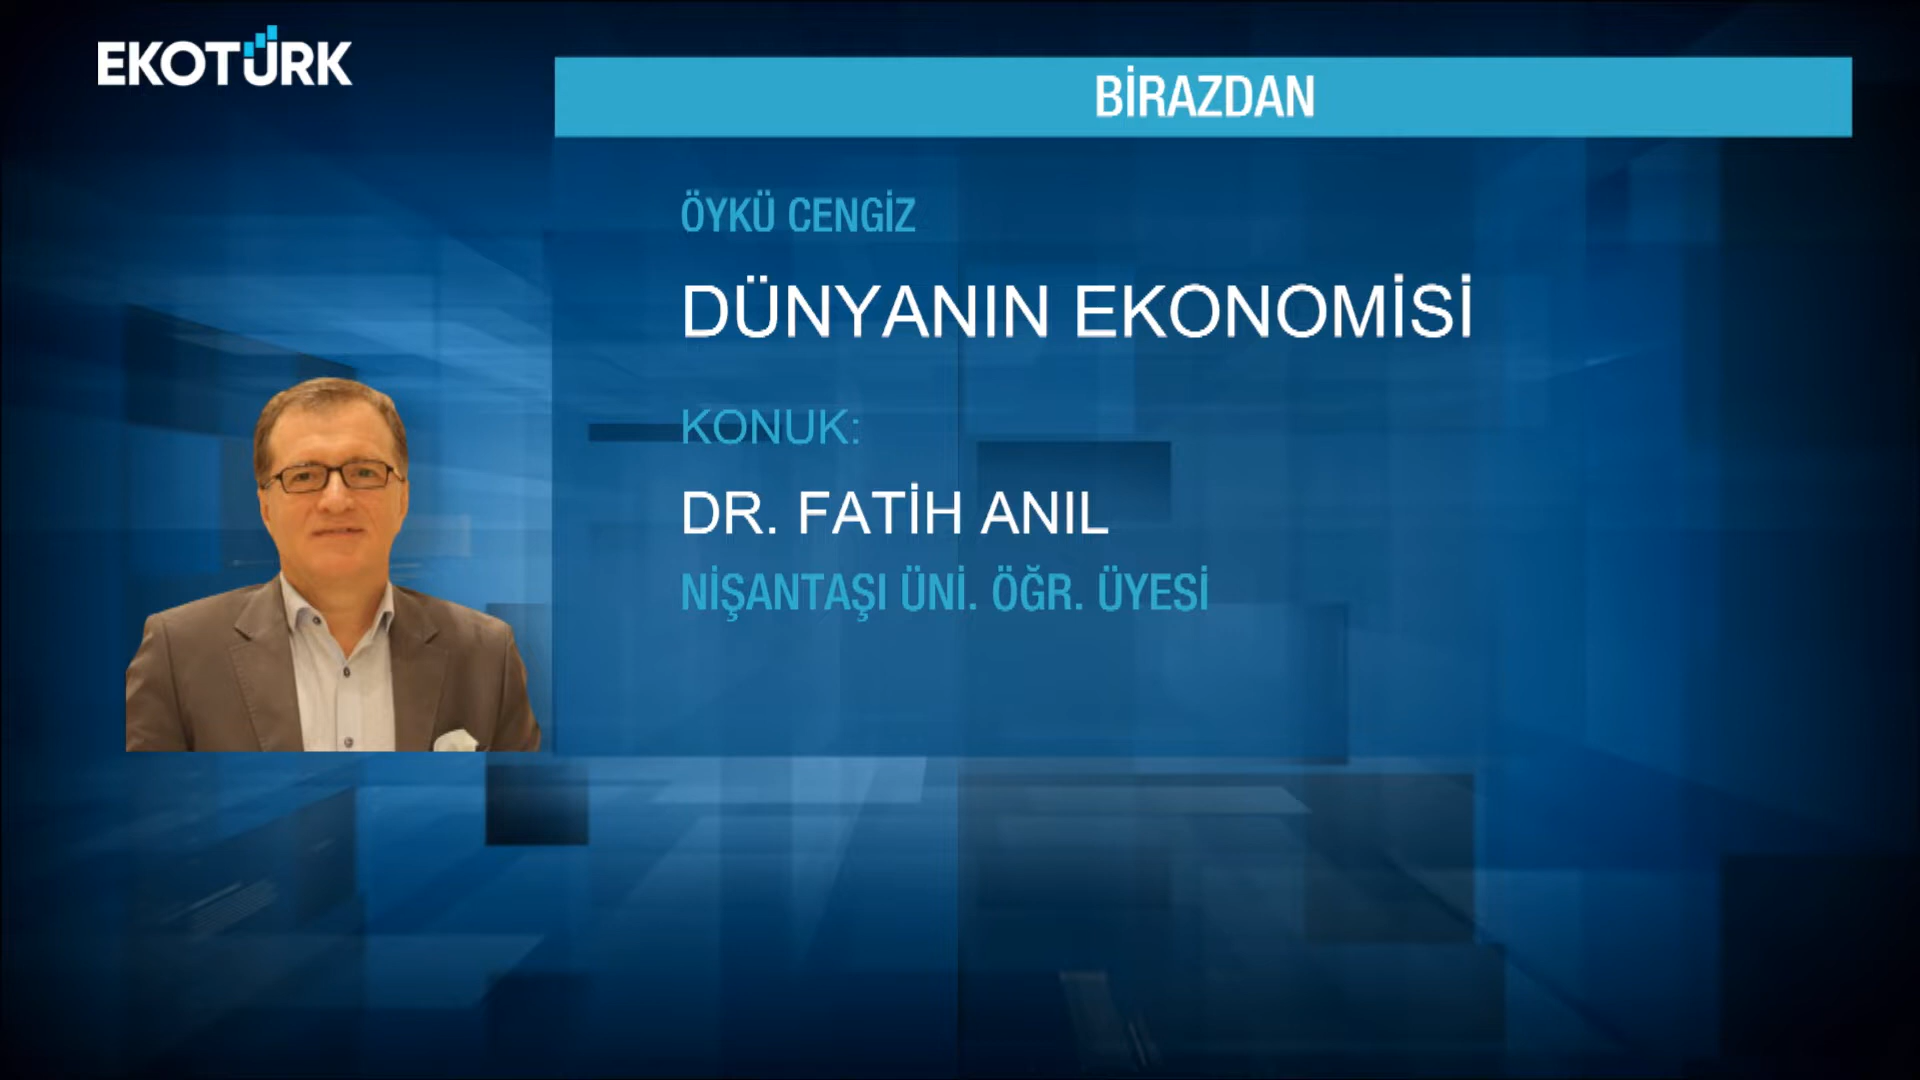 EKOTÜRK
BİRAZDAN
ÖYKÜ CENGİZ
DÜNYANIN EKONOMİSİ
KONUK:
DR. FATİH ANIL
NİŞANTAŞI ÜNİ. ÖĞR. ÜYESİ